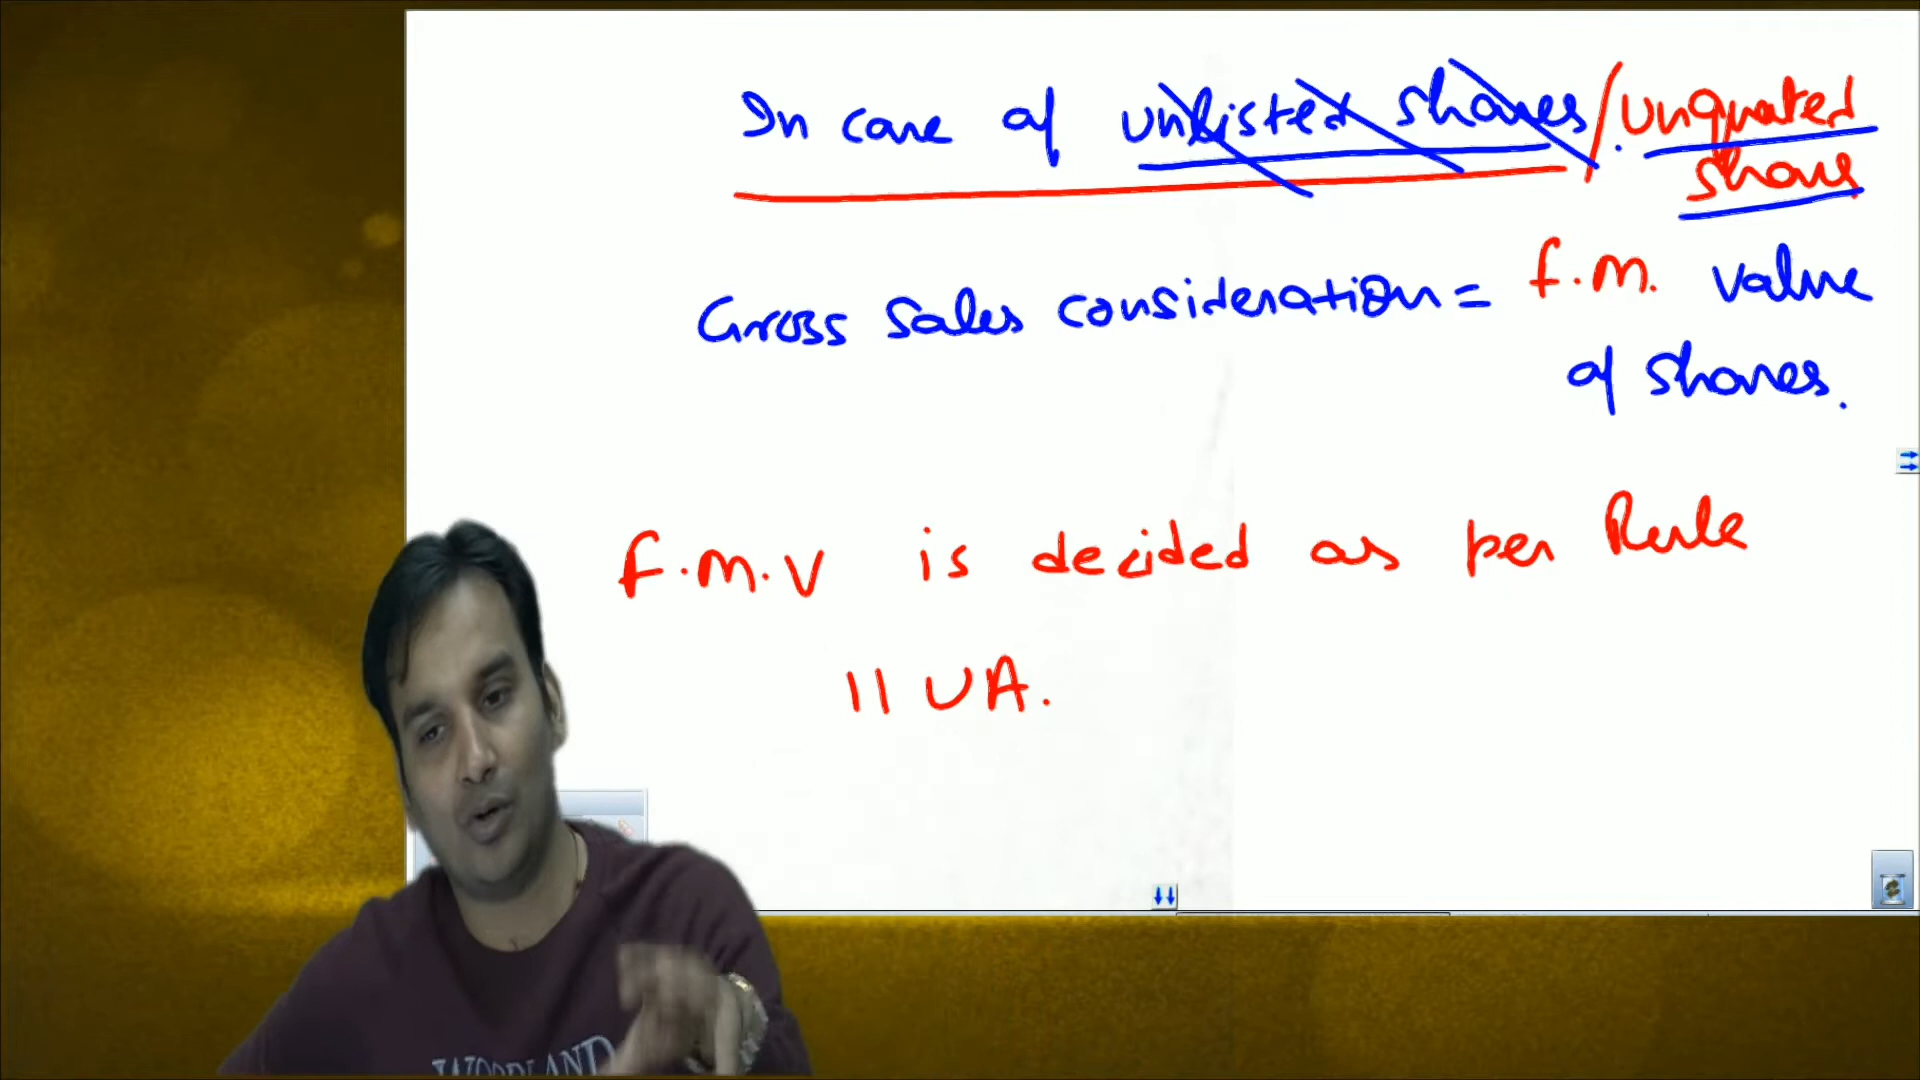 In case of unlisted shares / unquoted
shares
Gross sales consideration = F.M. value
of shares.
F.M.V is decided as per Rule
11 UA.
WOODLAND